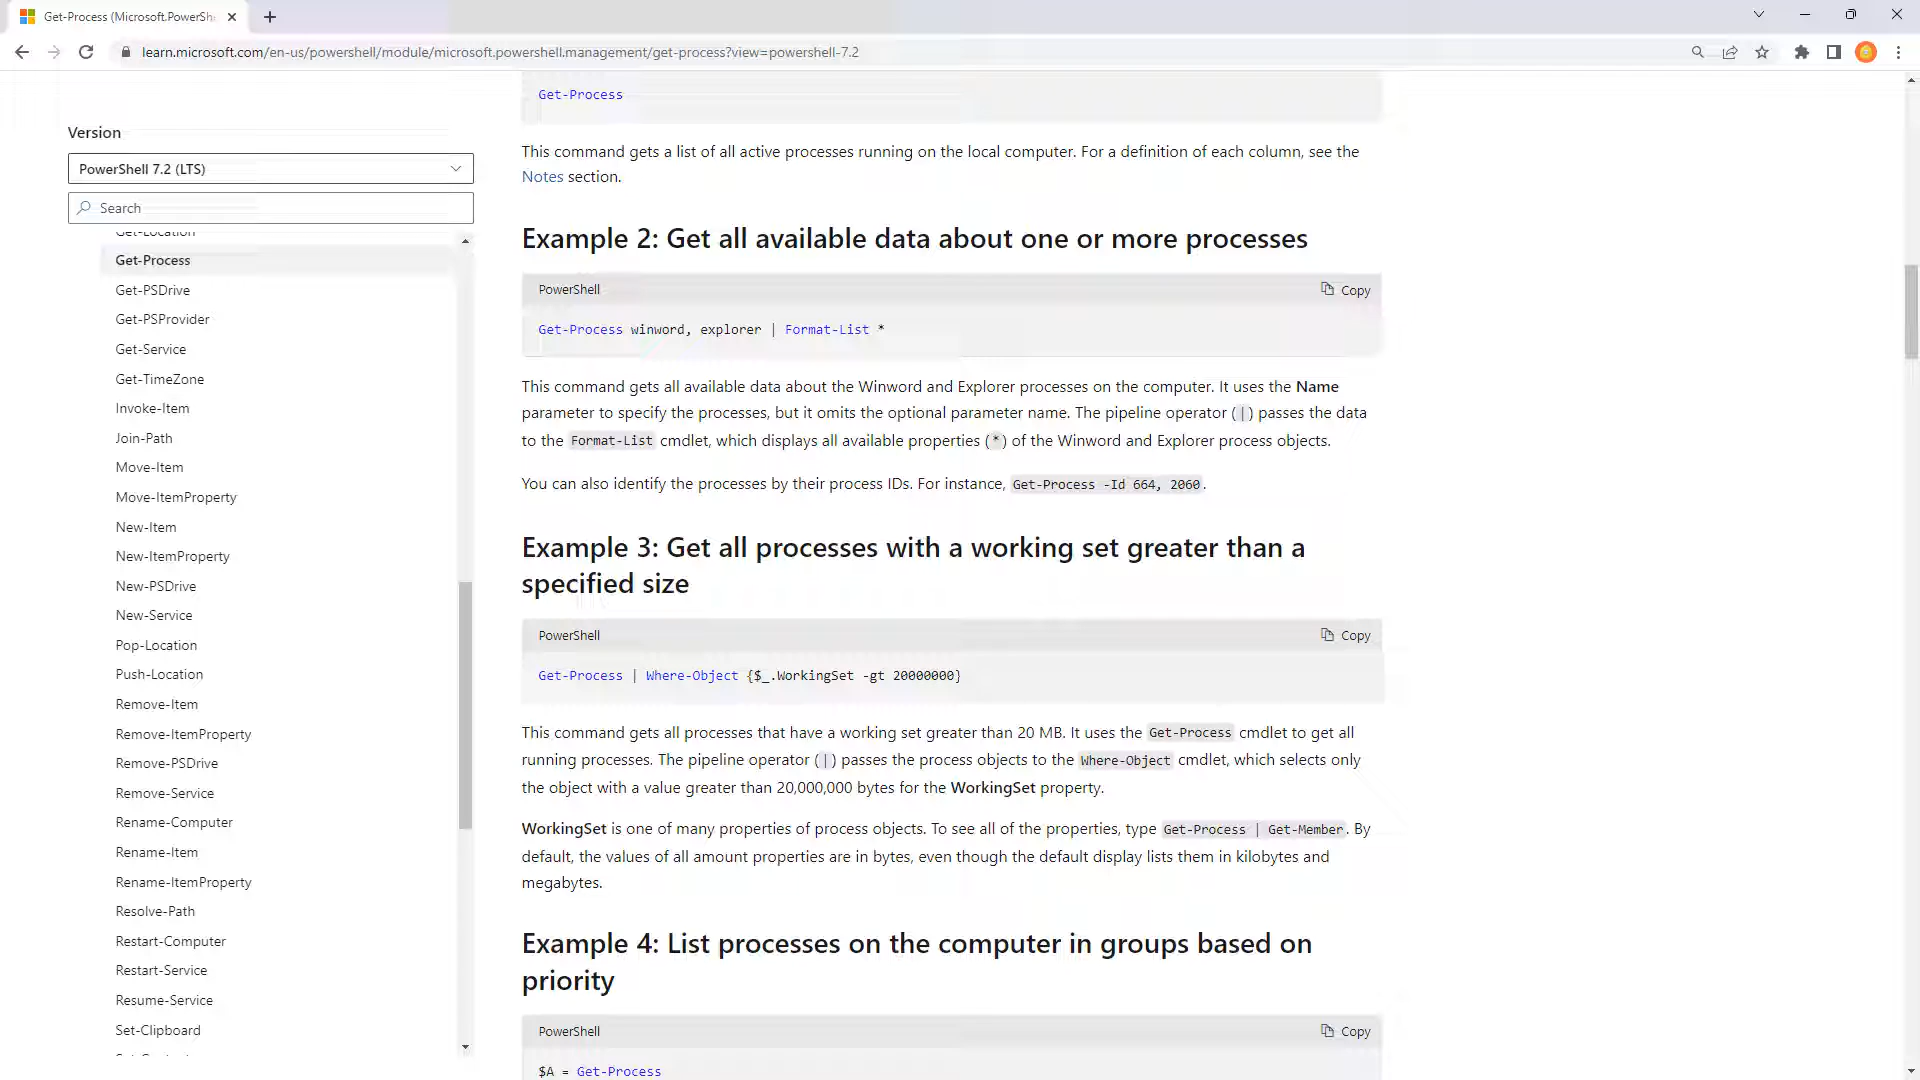 Get-Process (Microsoft.PowerShe
learn.microsoft.com/en-us/powershell/module/microsoft.powershell.management/get-process?view=powershell-7.2
Version
PowerShell 7.2 (LTS)
Search
Get-Location
Get-Process
Get-PSDrive
Get-PSProvider
Get-Service
Get-TimeZone
Invoke-Item
Join-Path
Move-Item
Move-ItemProperty
New-Item
New-ItemProperty
New-PSDrive
New-Service
Pop-Location
Push-Location
Remove-Item
Remove-ItemProperty
Remove-PSDrive
Remove-Service
Rename-Computer
Rename-Item
Rename-ItemProperty
Resolve-Path
Restart-Computer
Restart-Service
Resume-Service
Set-Clipboard
Get-Process
This command gets a list of all active processes running on the local computer. For a definition of each column, see the
Notes section.
Example 2: Get all available data about one or more processes
PowerShell
Copy
Get-Process winword, explorer | Format-List *
This command gets all available data about the Winword and Explorer processes on the computer. It uses the Name
parameter to specify the processes, but it omits the optional parameter name. The pipeline operator (|) passes the data
to the Format-List cmdlet, which displays all available properties (*) of the Winword and Explorer process objects.
You can also identify the processes by their process IDs. For instance, Get-Process -Id 664, 2060.
Example 3: Get all processes with a working set greater than a
specified size
PowerShell
Copy
Get-Process | Where-Object {$_.WorkingSet -gt 20000000}
This command gets all processes that have a working set greater than 20 MB. It uses the Get-Process cmdlet to get all
running processes. The pipeline operator (|) passes the process objects to the Where-Object cmdlet, which selects only
the object with a value greater than 20,000,000 bytes for the WorkingSet property.
WorkingSet is one of many properties of process objects. To see all of the properties, type Get-Process | Get-Member. By
default, the values of all amount properties are in bytes, even though the default display lists them in kilobytes and
megabytes.
Example 4: List processes on the computer in groups based on
priority
PowerShell
Copy
$A = Get-Process